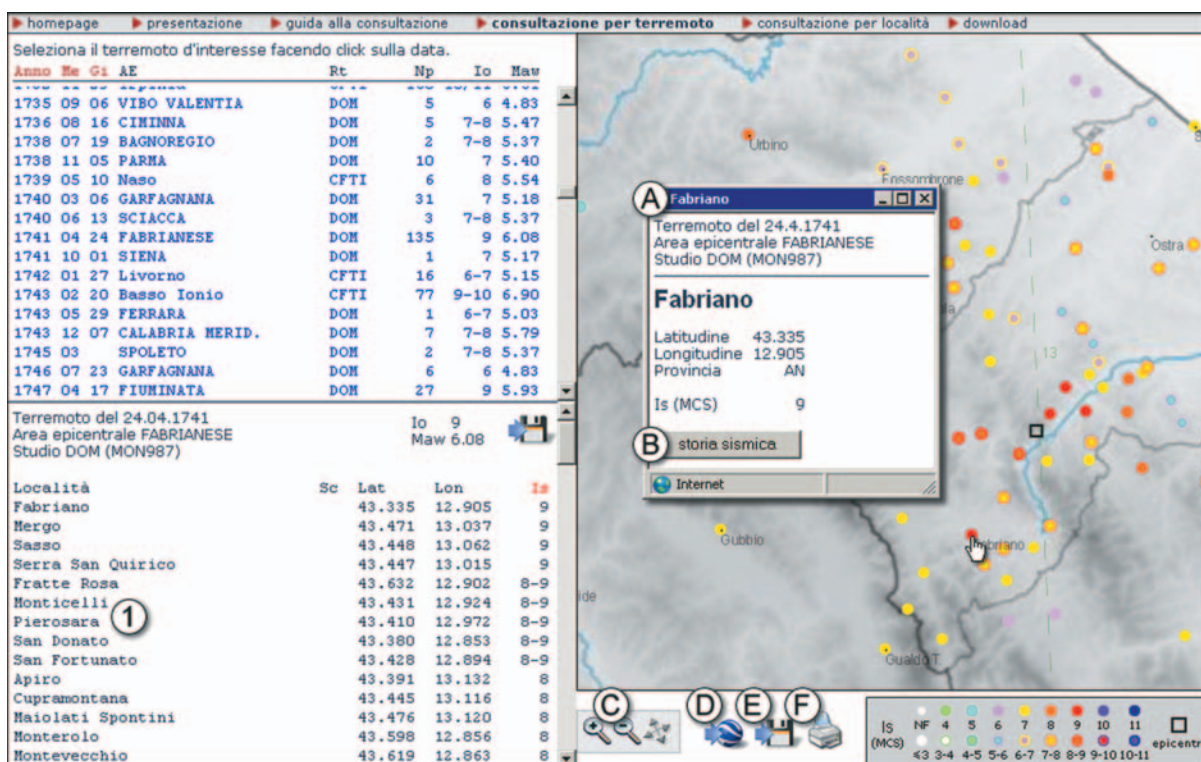 homepage presentazione guida alla consultazione consultazione per terremoto consultazione per località download
Seleziona il terremoto d'interesse facendo click sulla data.
Anno Me Gi AE Rt Np Io Maw
1735 09 06 VIBO VALENTIA DOM 5 6 4.83
1736 08 16 CIMINNA DOM 5 7-8 5.47
1738 07 19 BAGNOREGIO DOM 2 7-8 5.37
1738 11 05 PARMA DOM 10 7 5.40
1739 05 10 Naso CFTI 6 8 5.54
1740 03 06 GARFAGNANA DOM 31 7 5.18
1740 06 13 SCIACCA DOM 3 7-8 5.37
1741 04 24 FABRIANESE DOM 135 9 6.08
1741 10 01 SIENA DOM 1 7 5.17
1742 01 27 Livorno CFTI 16 6-7 5.15
1743 02 20 Basso Ionio CFTI 77 9-10 6.90
1743 05 29 FERRARA DOM 1 6-7 5.03
1743 12 07 CALABRIA MERID. DOM 7 7-8 5.79
1745 03 SPOLETO DOM 2 7-8 5.37
1746 07 23 GARFAGNANA DOM 6 6 4.83
1747 04 17 FIUMINATA DOM 27 9 5.93
Terremoto del 24.04.1741
Area epicentrale FABRIANESE
Studio DOM (MON987)
Io 9
Maw 6.08
Località Sc Lat Lon Is
Fabriano 43.335 12.905 9
Mergo 43.471 13.037 9
Sasso 43.448 13.062 9
Serra San Quirico 43.447 13.015 9
Fratte Rosa 43.632 12.902 8-9
Monticelli 43.431 12.924 8-9
Pierosara 43.410 12.972 8-9
1
San Donato 43.380 12.853 8-9
San Fortunato 43.428 12.894 8-9
Apiro 43.391 13.132 8
Cupramontana 43.445 13.116 8
Maiolati Spontini 43.476 13.120 8
Monterolo 43.598 12.856 8
Montevecchio 43.619 12.863 8
Urbino
Fossombrone
A Fabriano
Terremoto del 24.4.1741
Area epicentrale FABRIANESE
Studio DOM (MON987)
Fabriano
Latitudine 43.335
Longitudine 12.905
Provincia AN
Is (MCS) 9
B storia sismica
Internet
Ostra
13
Gubbio
Fabriano
ide
Gualdo T.
C D E F
Is (MCS)
NF 4 5 6 7 8 9 10 11
≤3 3-4 4-5 5-6 6-7 7-8 8-9 9-10 10-11
epicentr